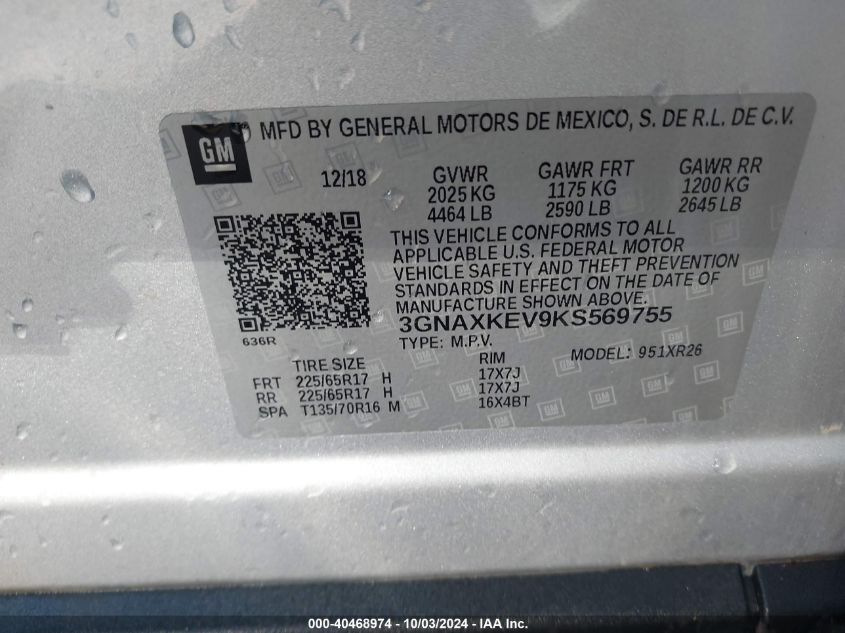 GM MFD BY GENERAL MOTORS DE MEXICO, S. DE R.L. DE C.V.
12/18
GVWR GAWR FRT GAWR RR
2025 KG 1175 KG 1200 KG
4464 LB 2590 LB 2645 LB
THIS VEHICLE CONFORMS TO ALL
APPLICABLE U.S. FEDERAL MOTOR
VEHICLE SAFETY AND THEFT PREVENTION
STANDARDS IN EFFECT ON THE DATE OF
MANUFACTURE SHOWN ABOVE.
636R
3GNAXKEV9KS569755
TYPE: M.P.V. MODEL: 951XR26
TIRE SIZE RIM
FRT 225/65R17 H 17X7J
RR 225/65R17 H 17X7J
SPA T135/70R16 M 16X4BT
000-40468974 - 10/03/2024 - IAA Inc.